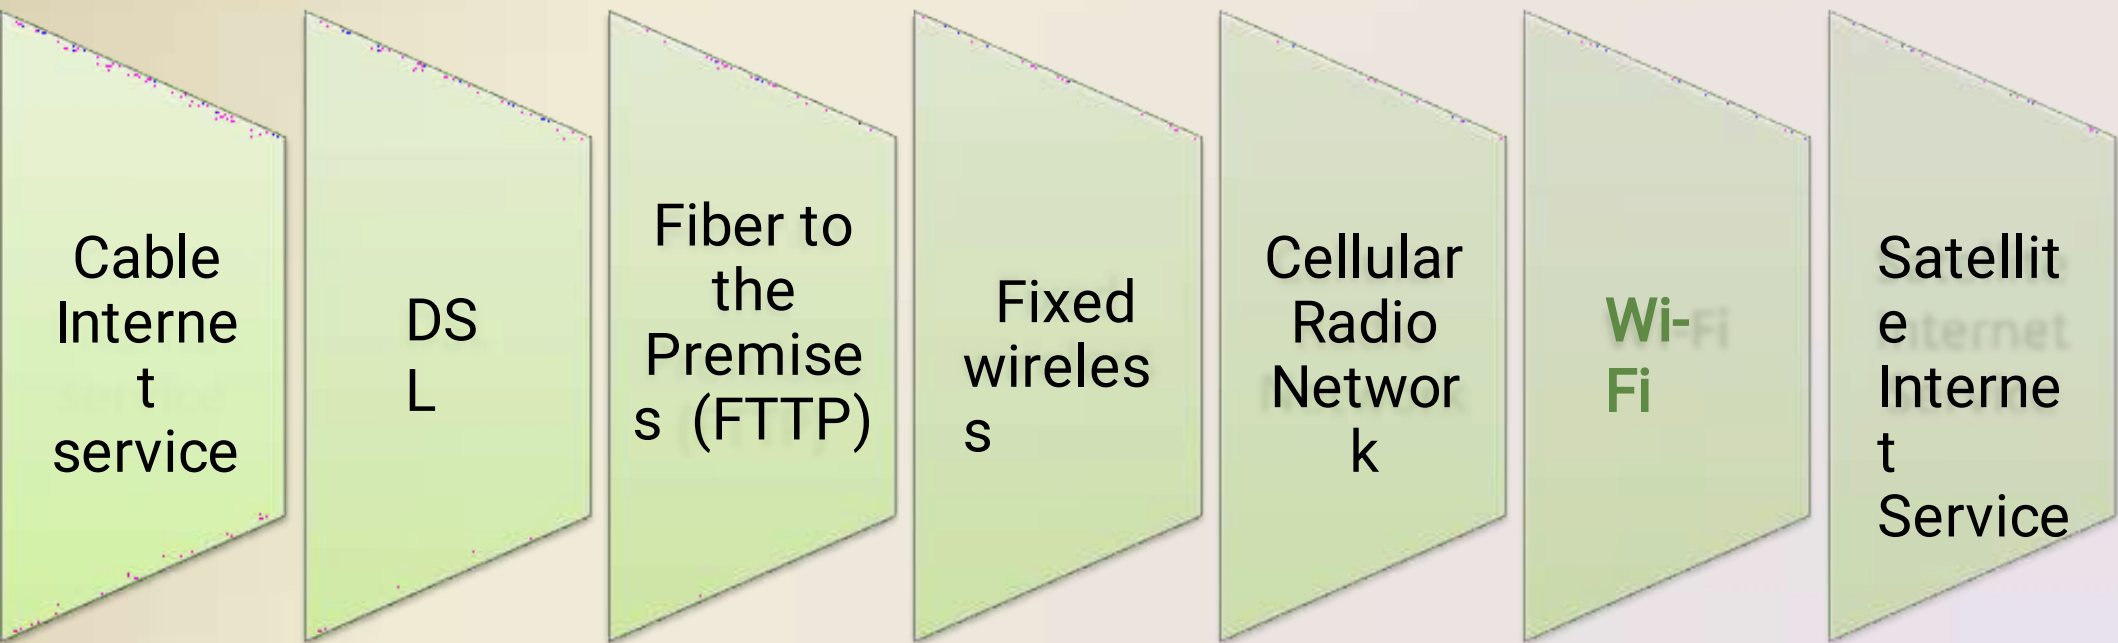 Cable
Interne
t
service
DS
L
Fiber to
the
Premise
s (FTTP)
Fixed
wireles
s
Cellular
Radio
Networ
k
Wi-
Fi
Satellit
e
Interne
t
Service